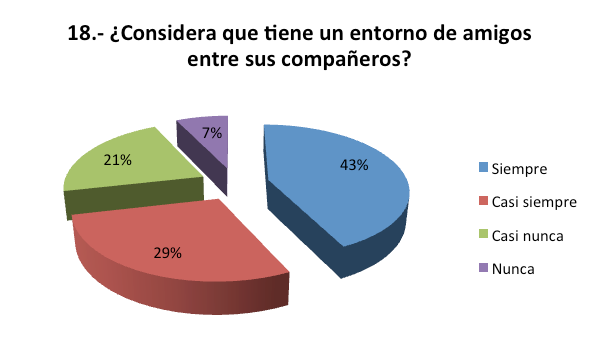 18.- ¿Considera que tiene un entorno de amigos
entre sus compañeros?
7%
43%
21%
29%
Siempre
Casi siempre
Casi nunca
Nunca